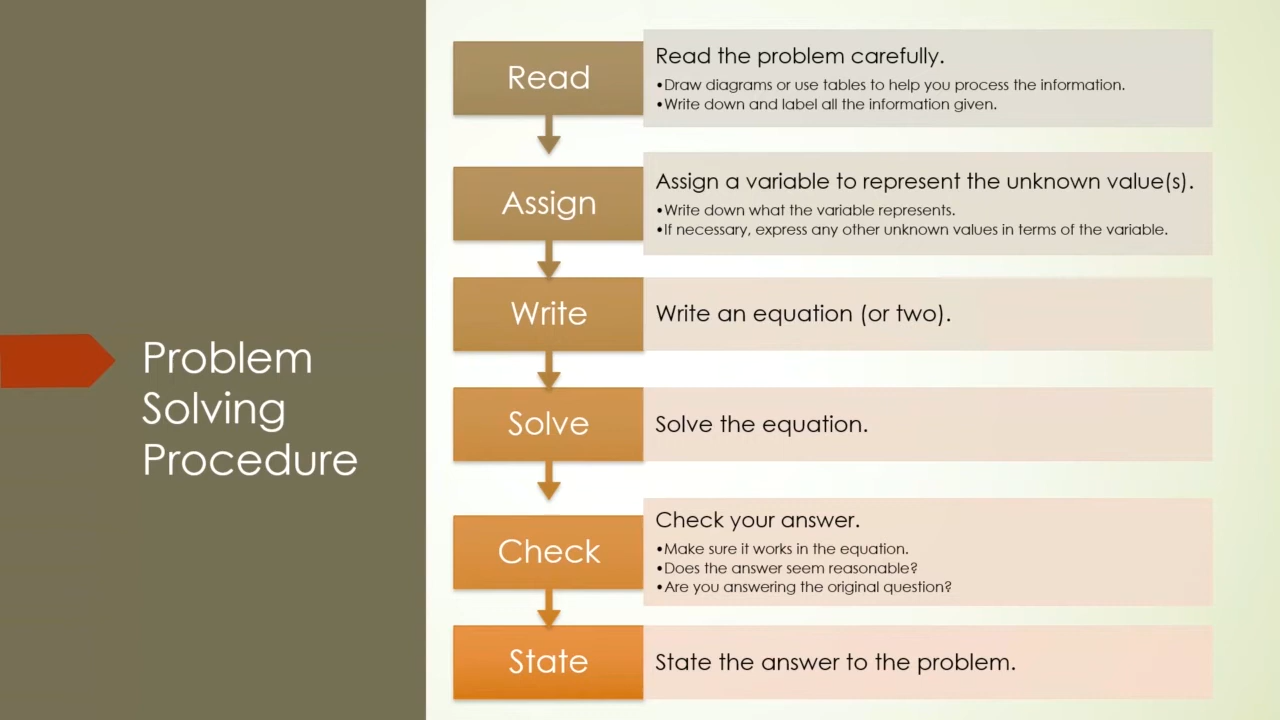 Problem
Solving
Procedure
Read
Read the problem carefully.
•Draw diagrams or use tables to help you process the information.
•Write down and label all the information given.
Assign
Assign a variable to represent the unknown value(s).
•Write down what the variable represents.
•If necessary, express any other unknown values in terms of the variable.
Write
Write an equation (or two).
Solve
Solve the equation.
Check
Check your answer.
•Make sure it works in the equation.
•Does the answer seem reasonable?
•Are you answering the original question?
State
State the answer to the problem.